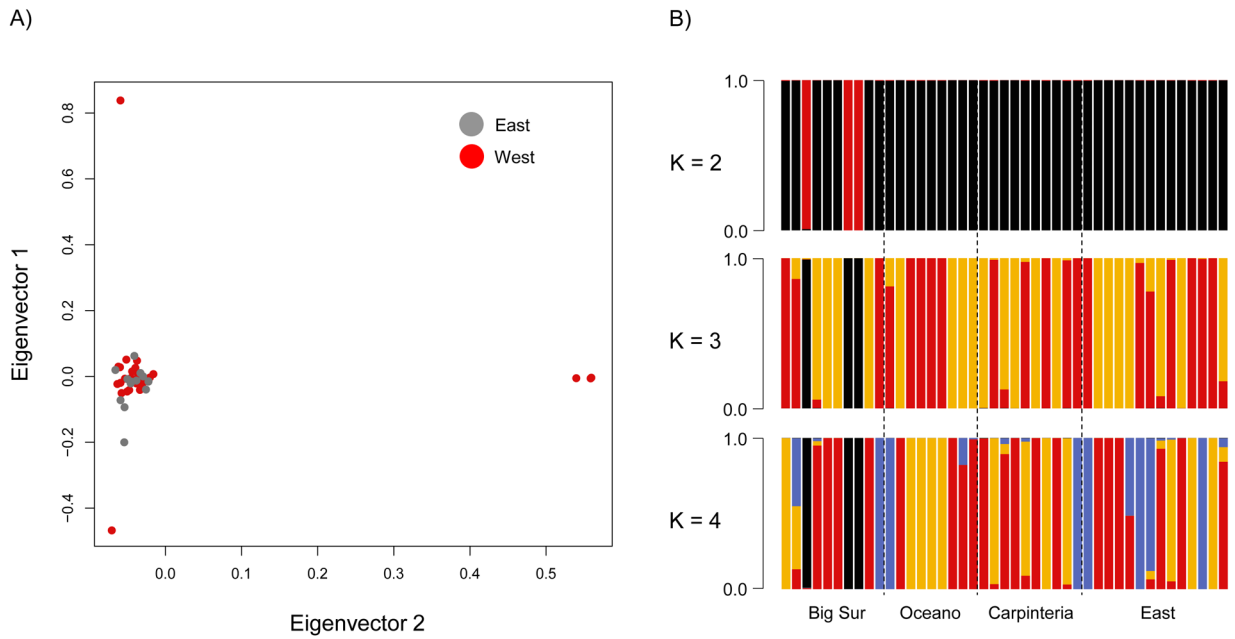 A)
B)
East
West
Eigenvector 1
0.8
0.6
0.4
0.2
0.0
−0.2
−0.4
0.0
0.1
0.2
0.3
0.4
0.5
Eigenvector 2
1.0
K = 2
0.0
1.0
K = 3
0.0
1.0
K = 4
0.0
Big Sur
Oceano
Carpinteria
East